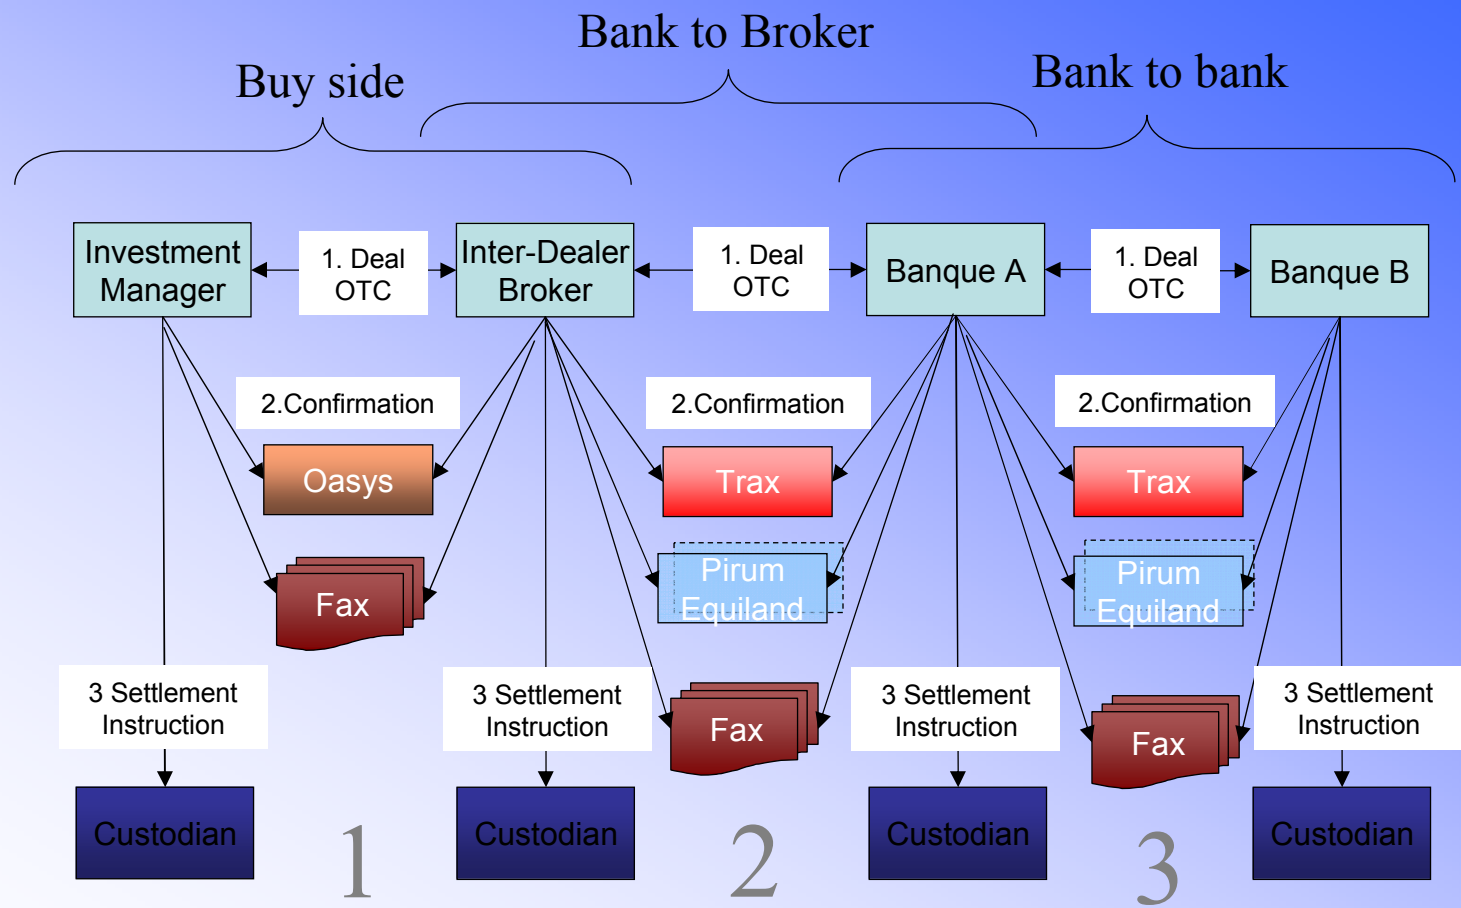 Bank to Broker
Buy side
Bank to bank
Investment
Manager
1. Deal
OTC
Inter-Dealer
Broker
1. Deal
OTC
Banque A
1. Deal
OTC
Banque B
2.Confirmation
2.Confirmation
2.Confirmation
Oasys
Trax
Trax
Fax
Pirum
Equiland
Pirum
Equiland
3 Settlement
Instruction
3 Settlement
Instruction
Fax
3 Settlement
Instruction
Fax
3 Settlement
Instruction
Custodian
1
Custodian
2
Custodian
3
Custodian